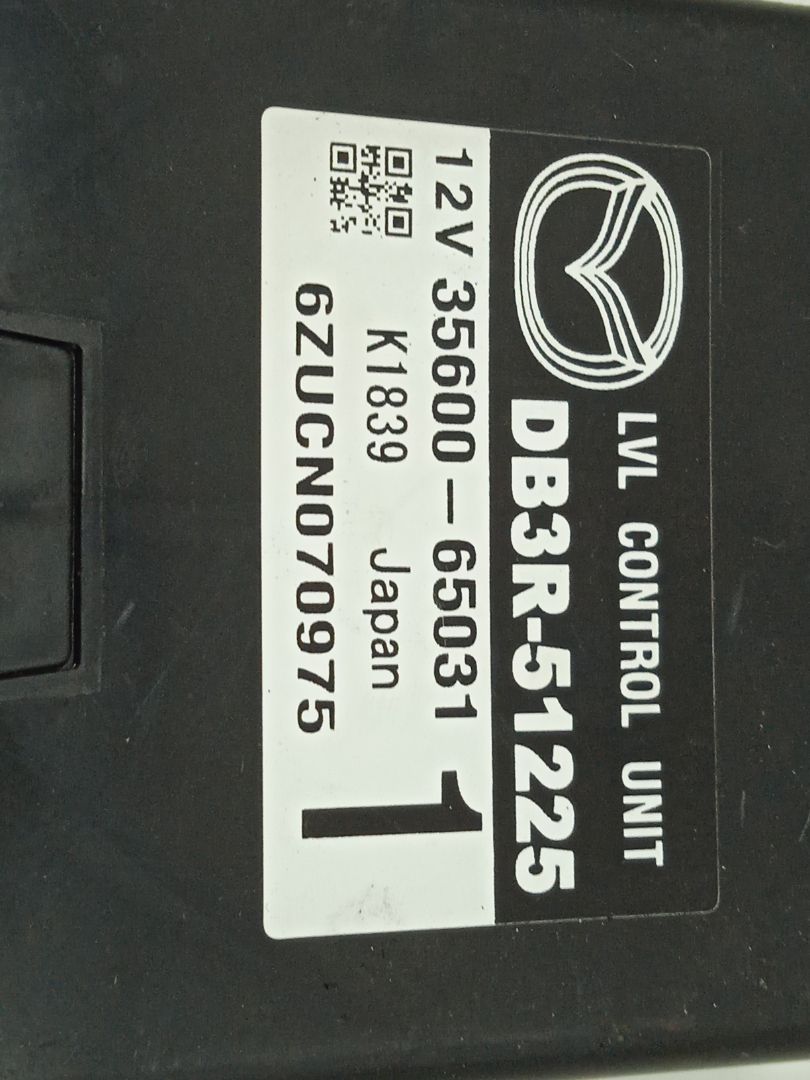 LVL CONTROL UNIT
DB3R-51225
12V 35600-65031
K1839 Japan
6ZUCN070975
1